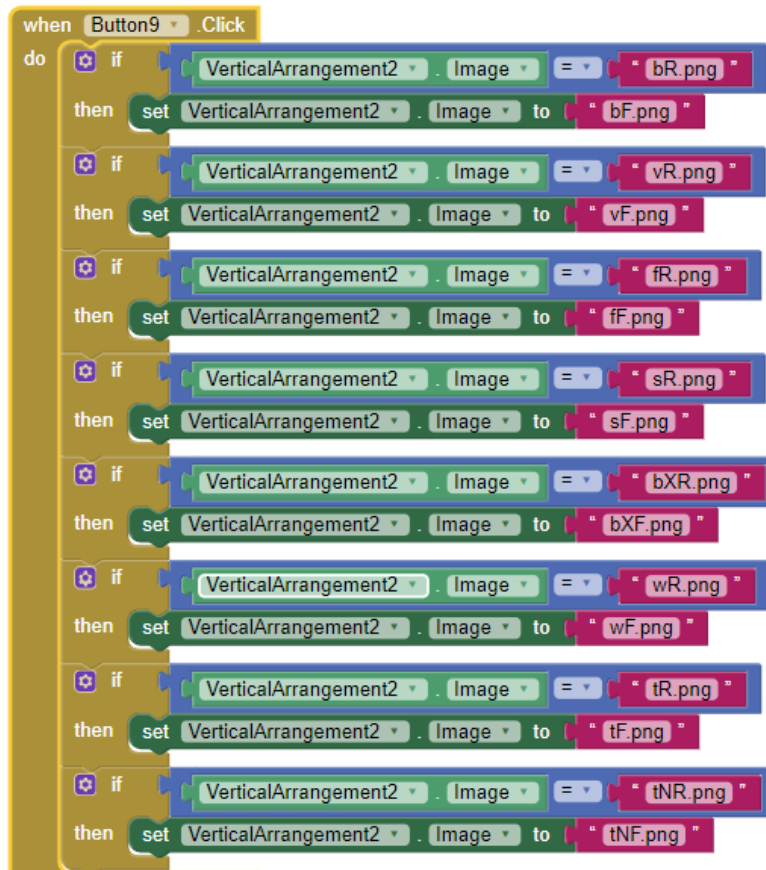 when Button9 .Click
do if VerticalArrangement2 . Image = " bR.png "
then set VerticalArrangement2 . Image to " bF.png "
if VerticalArrangement2 . Image = " vR.png "
then set VerticalArrangement2 . Image to " vF.png "
if VerticalArrangement2 . Image = " fR.png "
then set VerticalArrangement2 . Image to " fF.png "
if VerticalArrangement2 . Image = " sR.png "
then set VerticalArrangement2 . Image to " sF.png "
if VerticalArrangement2 . Image = " bXR.png "
then set VerticalArrangement2 . Image to " bXF.png "
if VerticalArrangement2 . Image = " wR.png "
then set VerticalArrangement2 . Image to " wF.png "
if VerticalArrangement2 . Image = " tR.png "
then set VerticalArrangement2 . Image to " tF.png "
if VerticalArrangement2 . Image = " tNR.png "
then set VerticalArrangement2 . Image to " tNF.png "